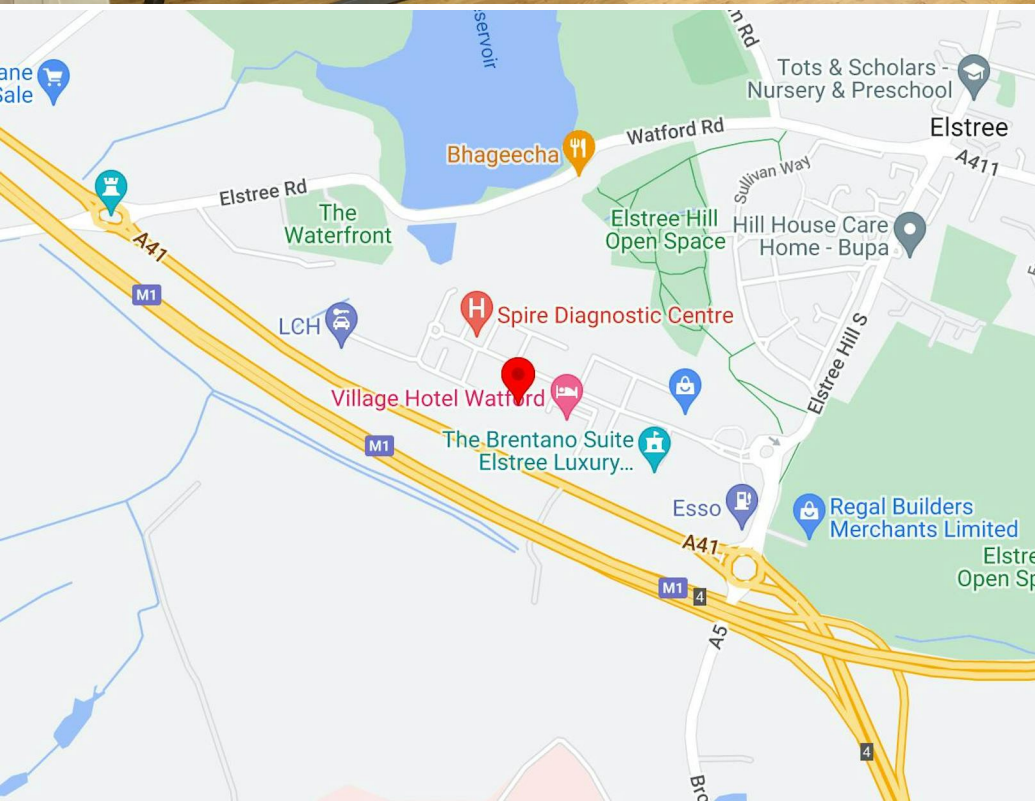 servoir
m Rd
ane
Sale
Tots & Scholars -
Nursery & Preschool
Elstree
Watford Rd
Bhageecha
A411
Sullivan Way
Elstree Rd
The
Waterfront
Elstree Hill
Open Space
Hill House Care
Home - Bupa
A41
M1
H
Spire Diagnostic Centre
LCH
Elstree Hill S
Village Hotel Watford
M1
The Brentano Suite
Elstree Luxury...
Esso
Regal Builders
Merchants Limited
A41
Elstre
Open Sp
M1
4
A5
4
Bro